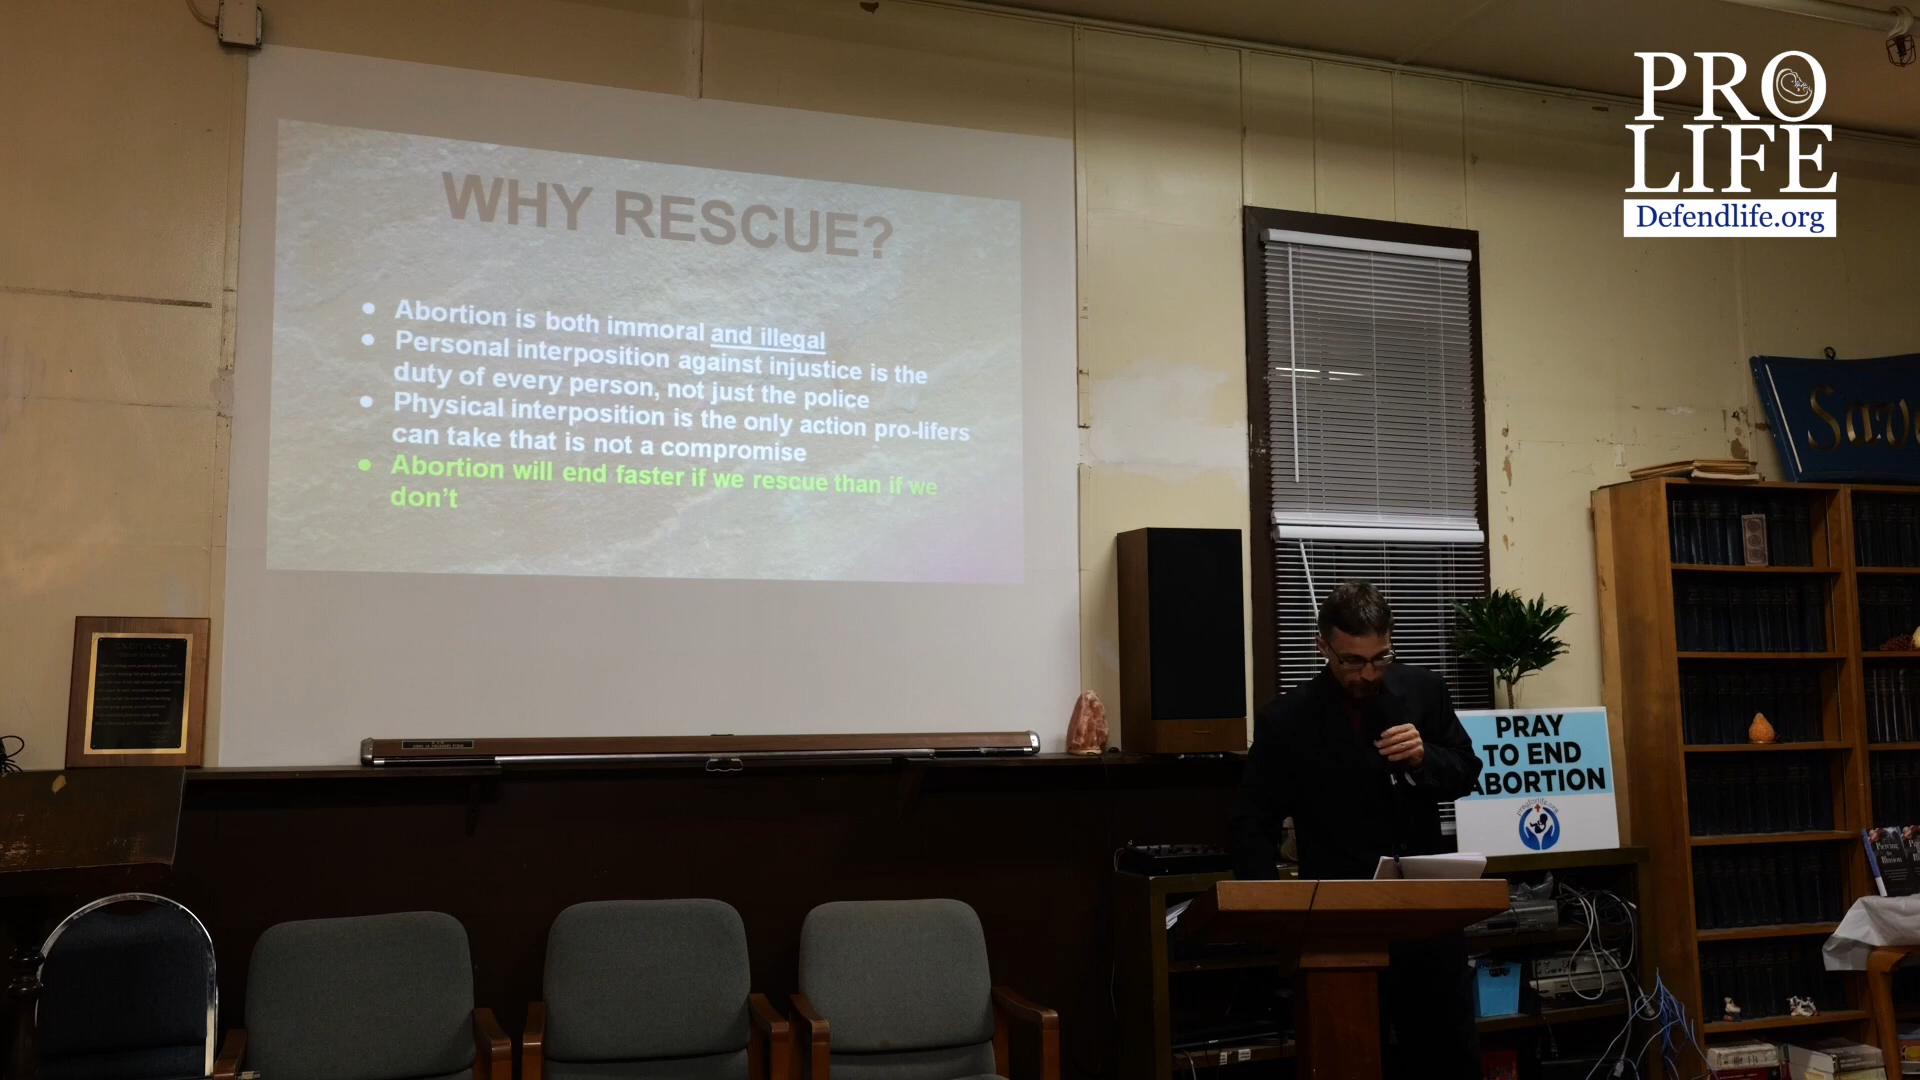 PRO
LIFE
Defendlife.org
WHY RESCUE?
Abortion is both immoral and illegal
Personal interposition against injustice is the
duty of every person, not just the police
Physical interposition is the only action pro-lifers
can take that is not a compromise
Abortion will end faster if we rescue than if we
don't
PRAY
TO END
ABORTION
Piercing
Illusion